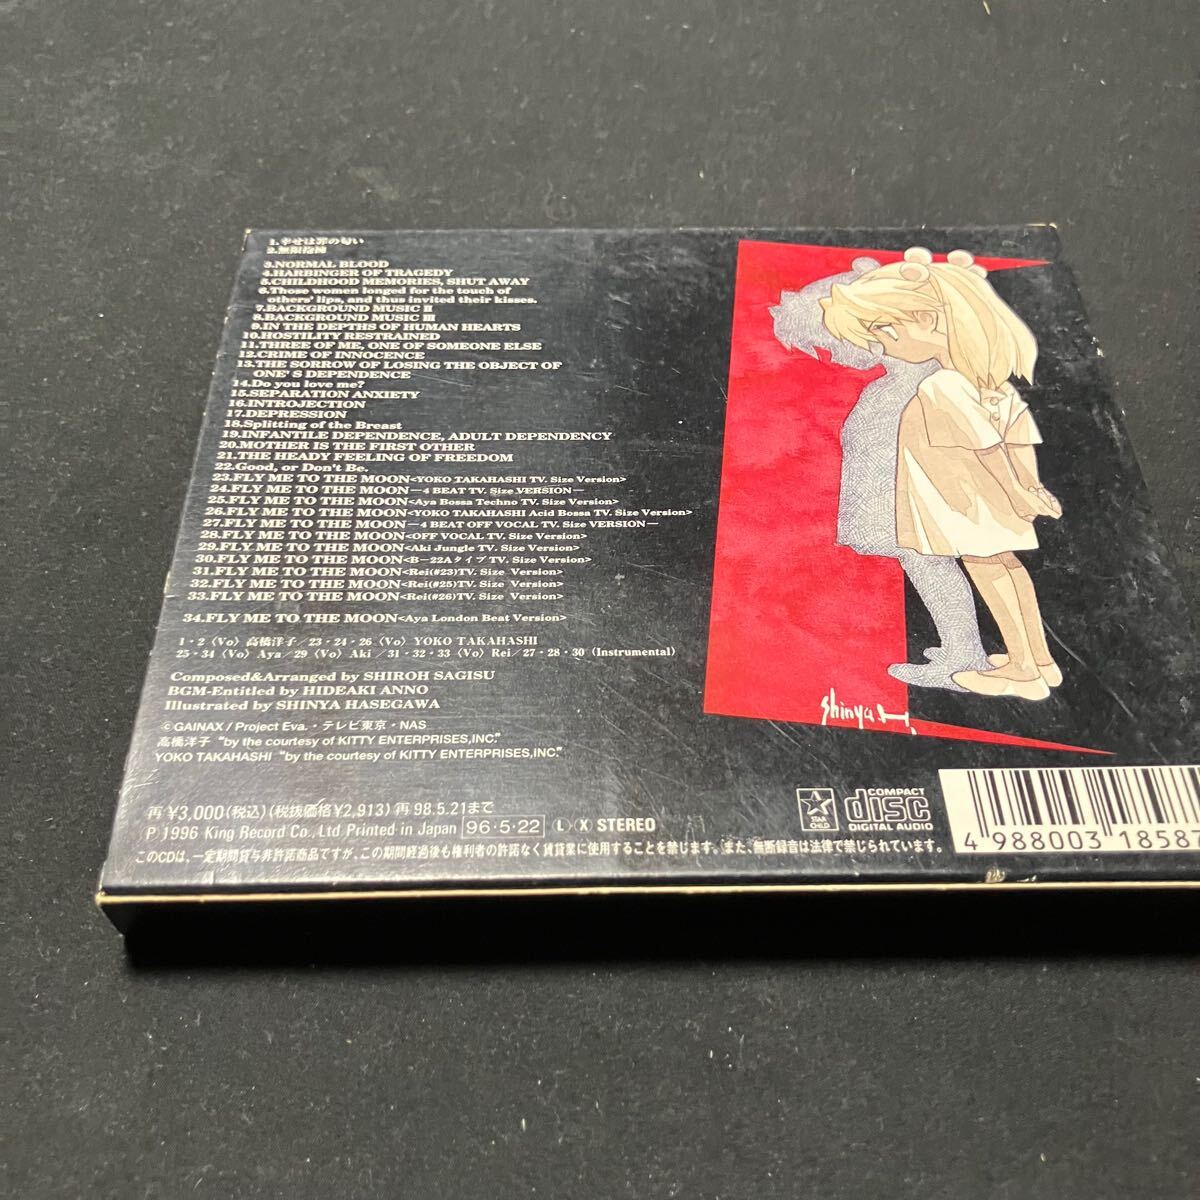 1.幸せは罪の匂い
2.無限抱擁
3.NORMAL BLOOD
4.HARBINGER OF TRAGEDY
5.CHILDHOOD MEMORIES, SHUT AWAY
6.Those women longed for the touch of
others' lips, and thus invited their kisses.
7.BACKGROUND MUSIC Ⅱ
8.BACKGROUND MUSIC Ⅲ
9.IN THE DEPTHS OF HUMAN HEARTS
10.HOSTILITY RESTRAINED
11.THREE OF ME, ONE OF SOMEONE ELSE
12.CRIME OF INNOCENCE
13.THE SORROW OF LOSING THE OBJECT OF
ONE'S DEPENDENCE
14.Do you love me?
15.SEPARATION ANXIETY
16.INTROJECTION
17.DEPRESSION
18.Splitting of the Breast
19.INFANTILE DEPENDENCE, ADULT DEPENDENCY
20.MOTHER IS THE FIRST OTHER
21.THE HEADY FEELING OF FREEDOM
22.Good, or Don't Be.
23.FLY ME TO THE MOON<YOKO TAKAHASHI TV. Size Version>
24.FLY ME TO THE MOON—4 BEAT TV. Size VERSION—
25.FLY ME TO THE MOON<Aya Bossa Techno TV. Size Version>
26.FLY ME TO THE MOON<YOKO TAKAHASHI Acid Bossa TV. Size Version>
27.FLY ME TO THE MOON—4 BEAT OFF VOCAL TV. Size VERSION—
28.FLY ME TO THE MOON<OFF VOCAL TV. Size Version>
29.FLY ME TO THE MOON<Aki Jungle TV. Size Version>
30.FLY ME TO THE MOON<B—22AタイプTV. Size Version>
31.FLY ME TO THE MOON<Rei(#23)TV. Size Version>
32.FLY ME TO THE MOON<Rei(#25)TV. Size Version>
33.FLY ME TO THE MOON<Rei(#26)TV. Size Version>
34.FLY ME TO THE MOON<Aya London Beat Version>
1・2〈Vo〉高橋洋子／23・24・26〈Vo〉YOKO TAKAHASHI
25・34〈Vo〉Aya／29〈Vo〉Aki／31・32・33〈Vo〉Rei／27・28・30〈Instrumental〉
Composed&Arranged by SHIROH SAGISU
BGM-Entitled by HIDEAKI ANNO
Illustrated by SHINYA HASEGAWA
©GAINAX / Project Eva.・テレビ東京・NAS
高橋洋子 "by the courtesy of KITTY ENTERPRISES,INC."
YOKO TAKAHASHI "by the courtesy of KITTY ENTERPRISES,INC."
Shinya H.
再 ¥3,000(税込)(税抜価格¥2,913)再 98.5.21まで
Ⓟ 1996 King Record Co., Ltd Printed in Japan 96・5・22 Ⓛ Ⓧ STEREO
STAR CHILD
COMPACT disc DIGITAL AUDIO
4 988003 18587
このCDは、一定期間貸与非許諾商品ですが、この期間経過後も権利者の許諾なく賃貸業に使用することを禁じます。また、無断録音は法律で禁じられています。